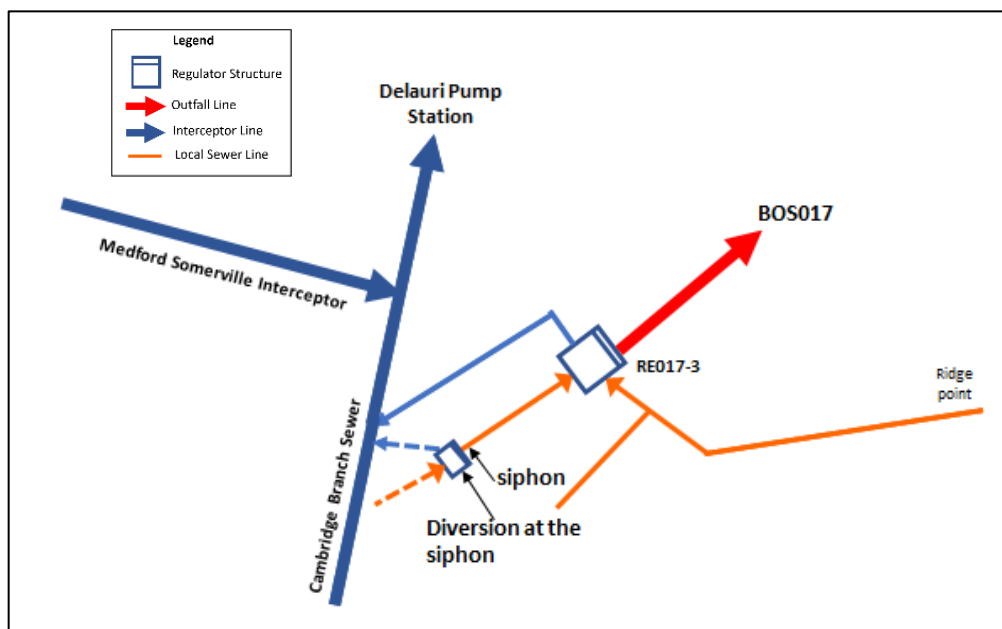 Legend
Regulator Structure
Outfall Line
Interceptor Line
Local Sewer Line
Delauri Pump
Station
BOS017
Medford Somerville Interceptor
RE017-3
Ridge
point
Cambridge Branch Sewer
siphon
Diversion at the
siphon